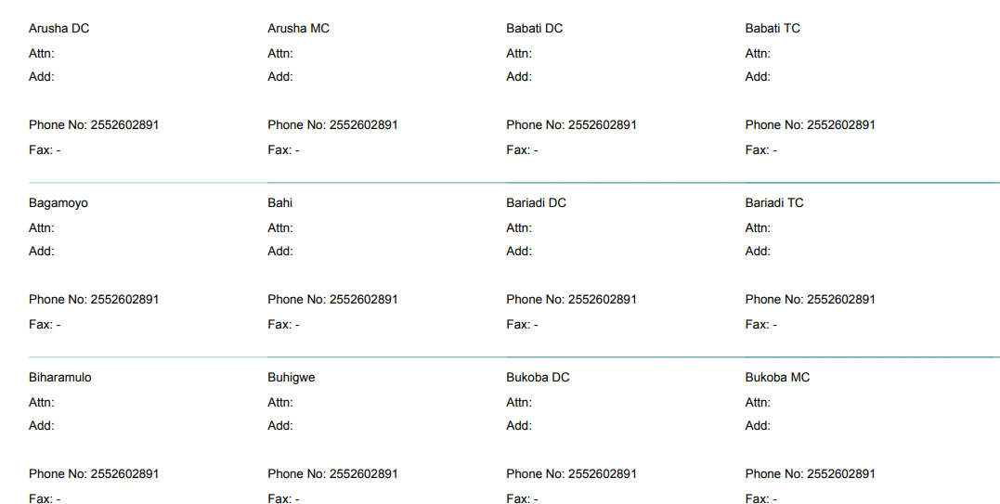 Arusha DC
Attn:
Add:
Phone No: 2552602891
Fax: -
Arusha MC
Attn:
Add:
Phone No: 2552602891
Fax: -
Babati DC
Attn:
Add:
Phone No: 2552602891
Fax: -
Babati TC
Attn:
Add:
Phone No: 2552602891
Fax: -
Bagamoyo
Attn:
Add:
Phone No: 2552602891
Fax: -
Bahi
Attn:
Add:
Phone No: 2552602891
Fax: -
Bariadi DC
Attn:
Add:
Phone No: 2552602891
Fax: -
Bariadi TC
Attn:
Add:
Phone No: 2552602891
Fax: -
Biharamulo
Attn:
Add:
Phone No: 2552602891
Fax: -
Buhigwe
Attn:
Add:
Phone No: 2552602891
Fax: -
Bukoba DC
Attn:
Add:
Phone No: 2552602891
Fax: -
Bukoba MC
Attn:
Add:
Phone No: 2552602891
Fax: -